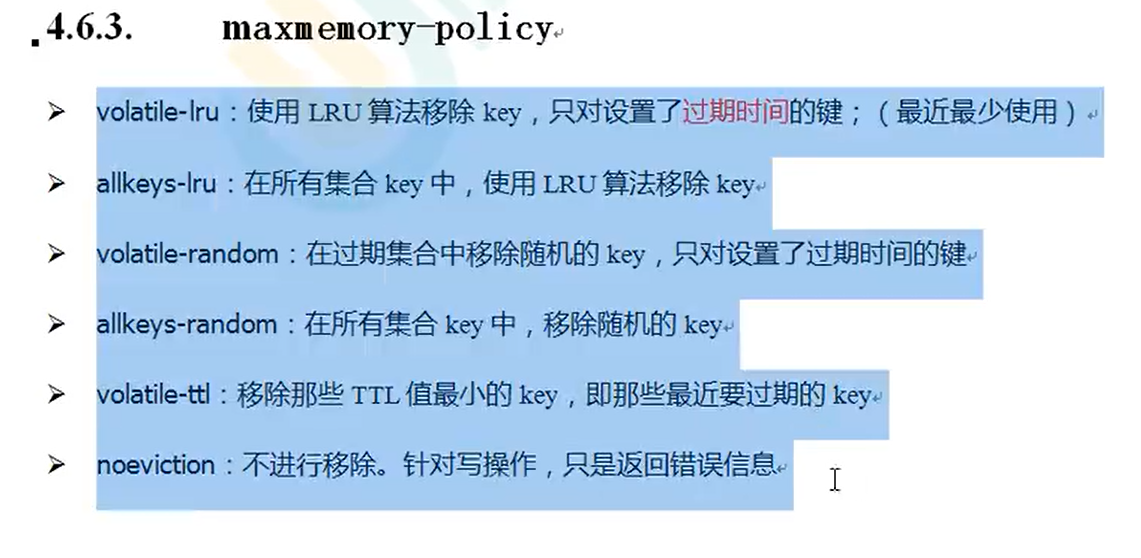 4.6.3. maxmemory-policy
➢ volatile-lru：使用 LRU 算法移除 key，只对设置了过期时间的键；（最近最少使用）
➢ allkeys-lru：在所有集合 key 中，使用 LRU 算法移除 key
➢ volatile-random：在过期集合中移除随机的 key，只对设置了过期时间的键
➢ allkeys-random：在所有集合 key 中，移除随机的 key
➢ volatile-ttl：移除那些 TTL 值最小的 key，即那些最近要过期的 key
➢ noeviction：不进行移除。针对写操作，只是返回错误信息